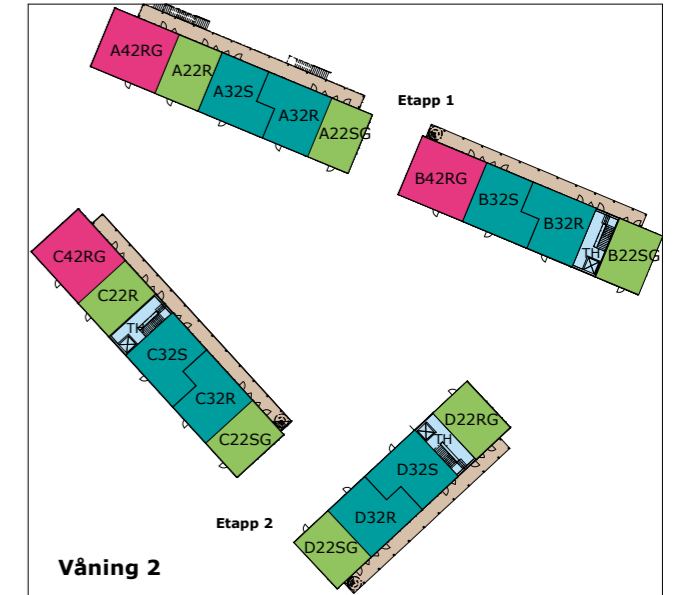 A42RG
A22R
A32S
A32R
A22SG
Etapp 1
B42RG
B32S
B32R
TH
B22SG
C42RG
C22R
TH
C32S
C32R
C22SG
D22RG
TH
D32S
D32R
D22SG
Etapp 2
Våning 2